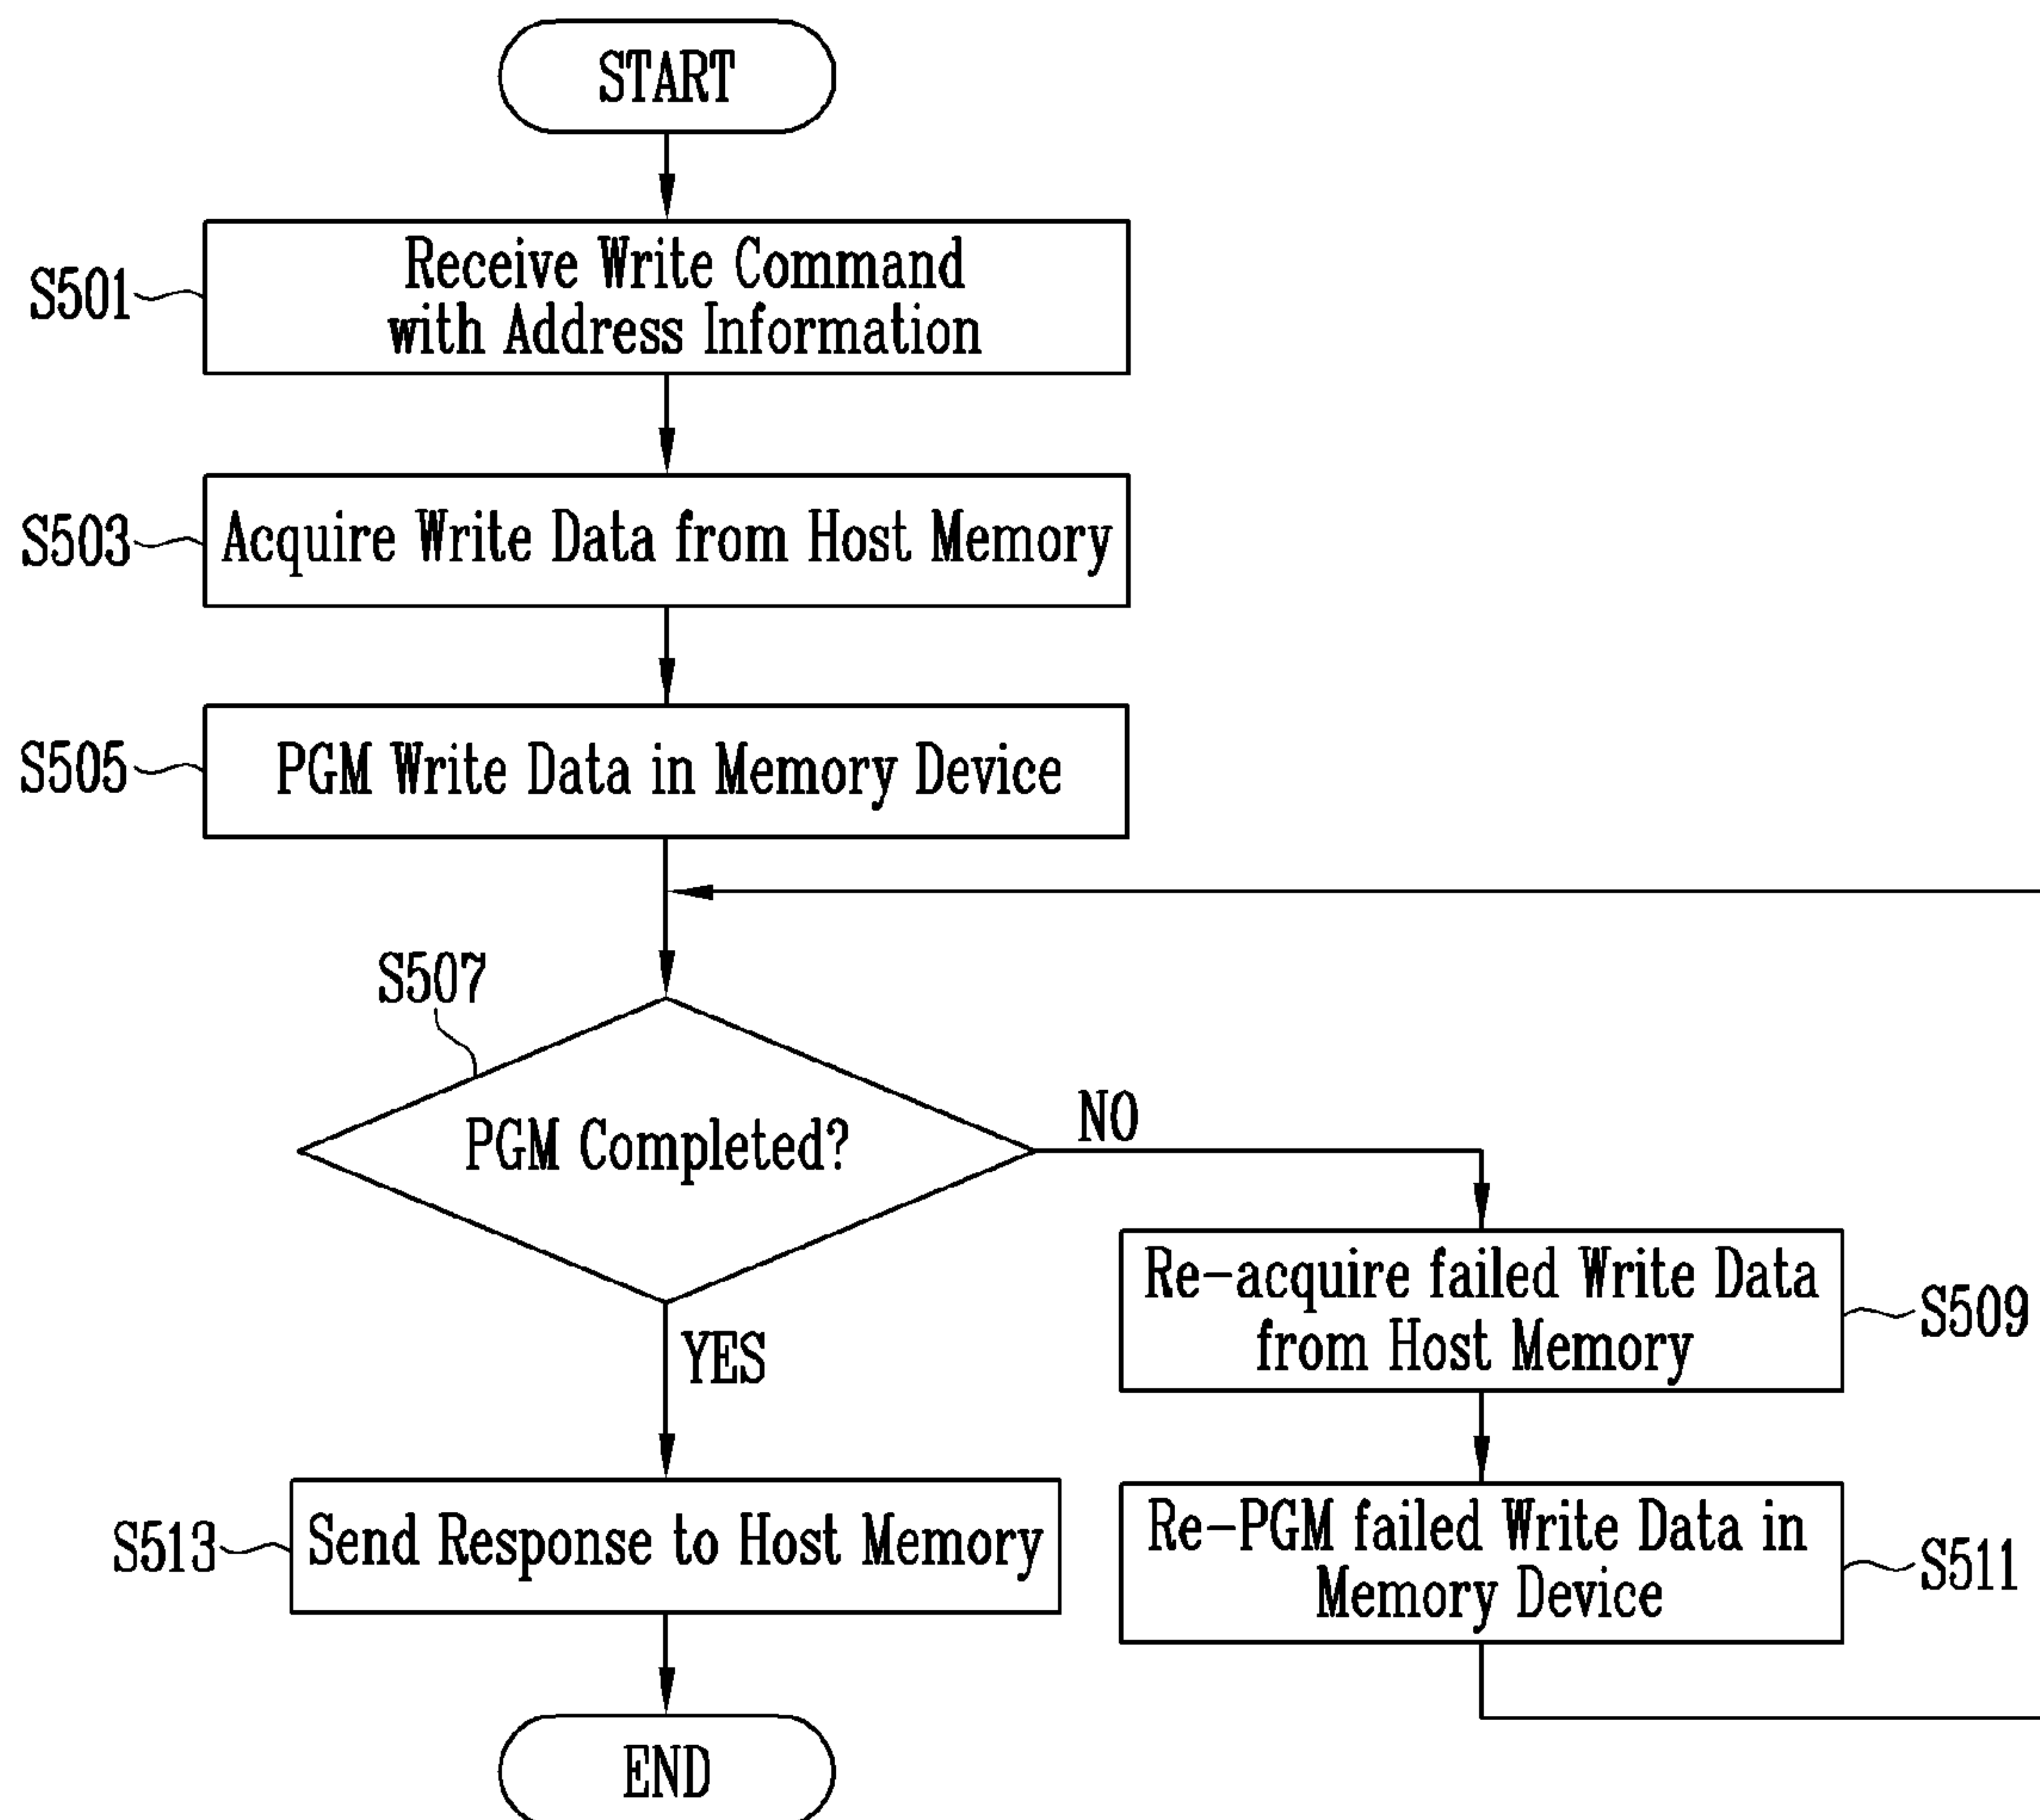 START
S501
Receive Write Command
with Address Information
S503
Acquire Write Data from Host Memory
S505
PGM Write Data in Memory Device
S507
PGM Completed?
NO
YES
Re-acquire failed Write Data
from Host Memory
S509
S513
Send Response to Host Memory
Re-PGM failed Write Data in
Memory Device
S511
END